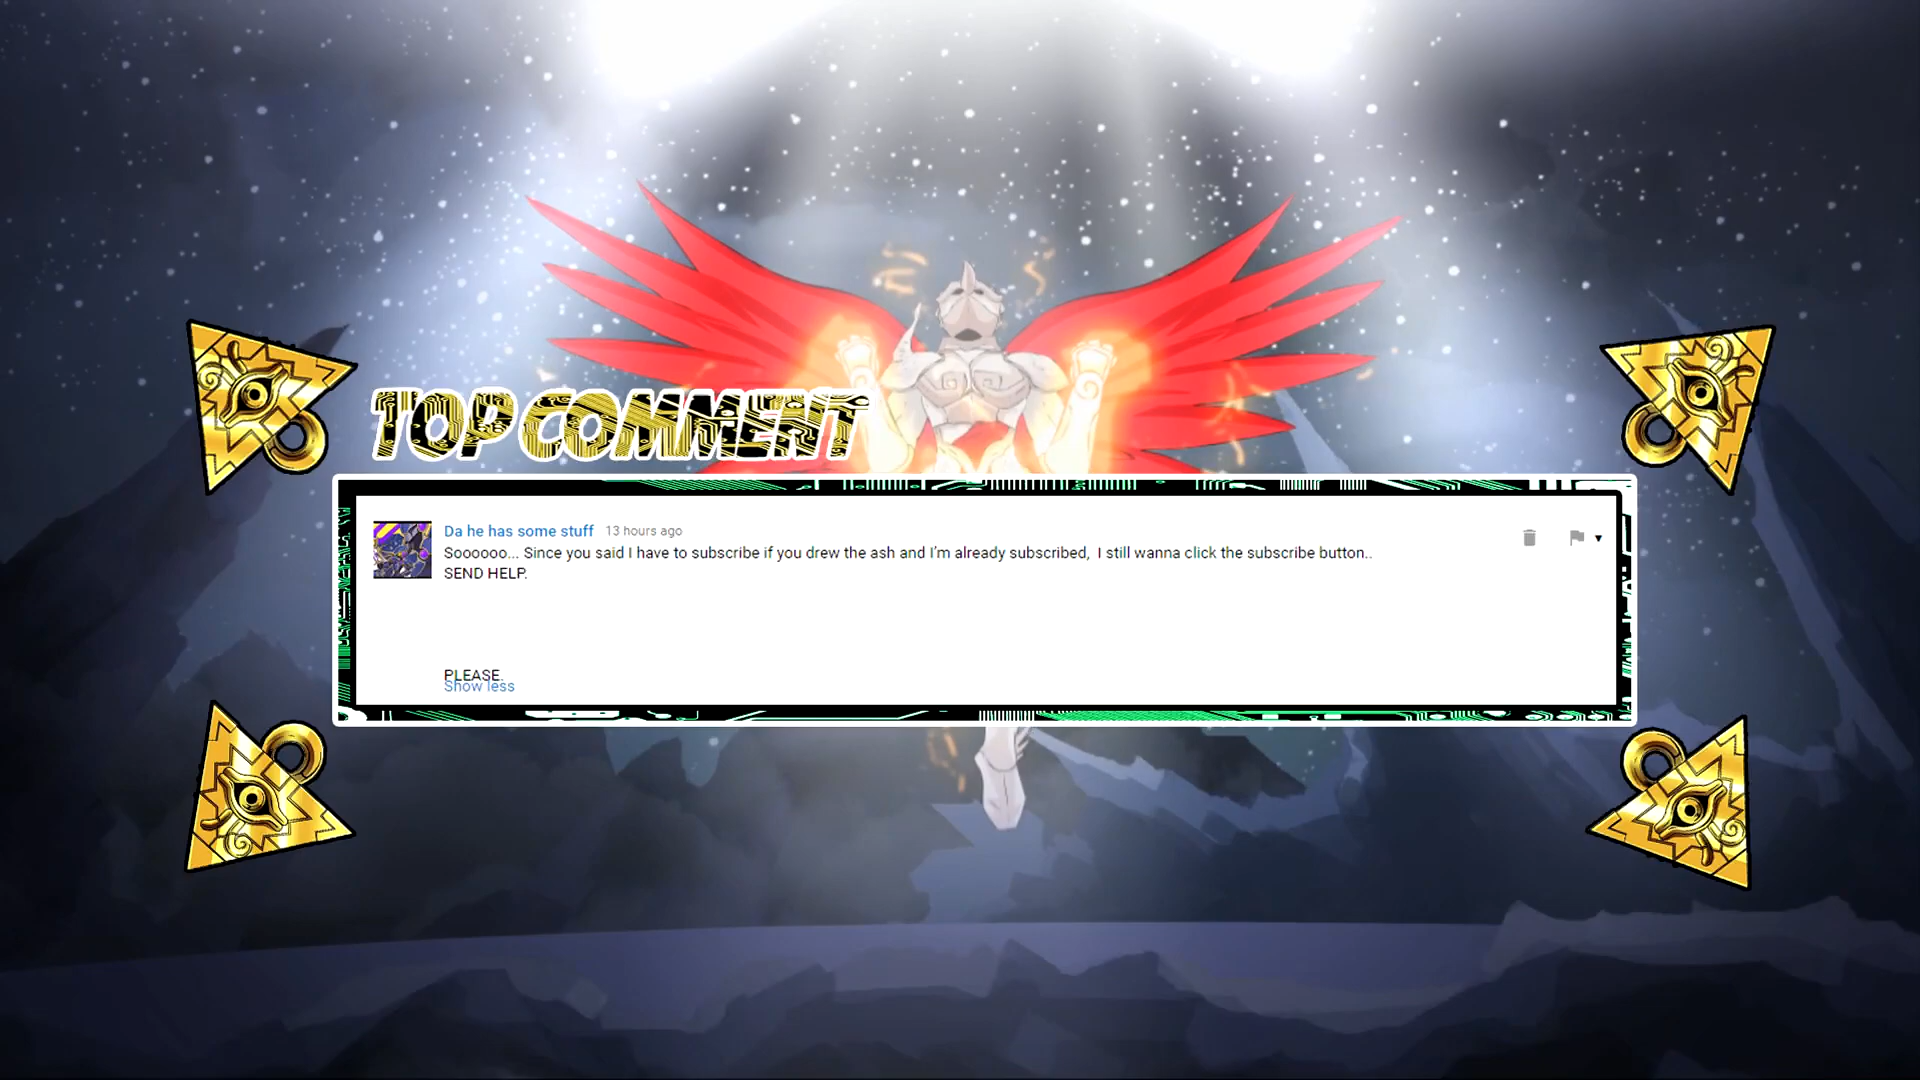 TOP COMMENT
Da he has some stuff 13 hours ago
Soooooo... Since you said I have to subscribe if you drew the ash and I'm already subscribed, I still wanna click the subscribe button..
SEND HELP.
PLEASE.
Show less